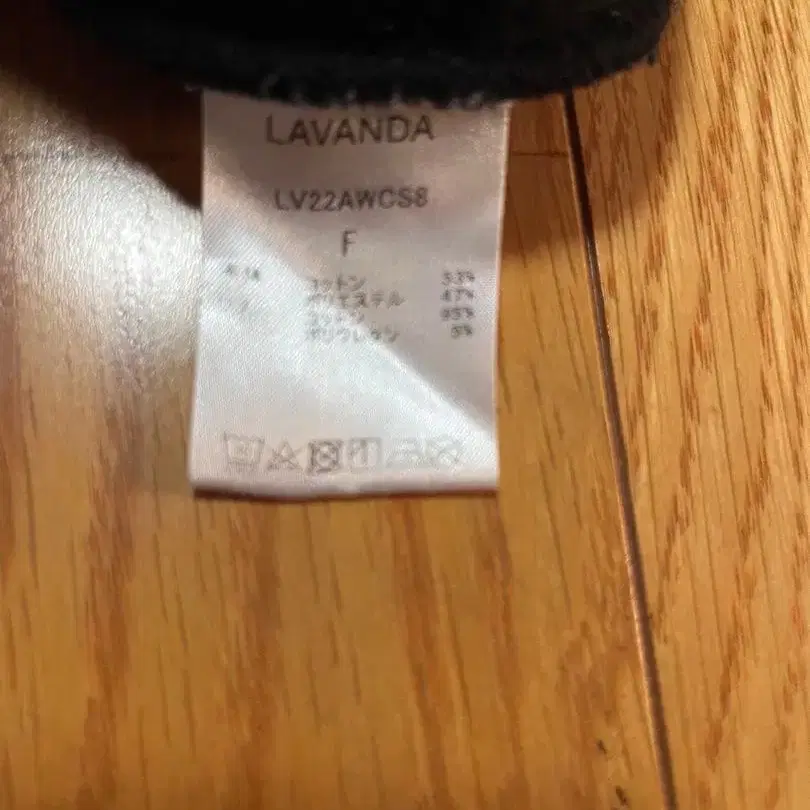 LAVANDA
LV22AWCS8
F
コットン 53%
ポリエステル 47%
コットン 95%
ポリウレタン 5%